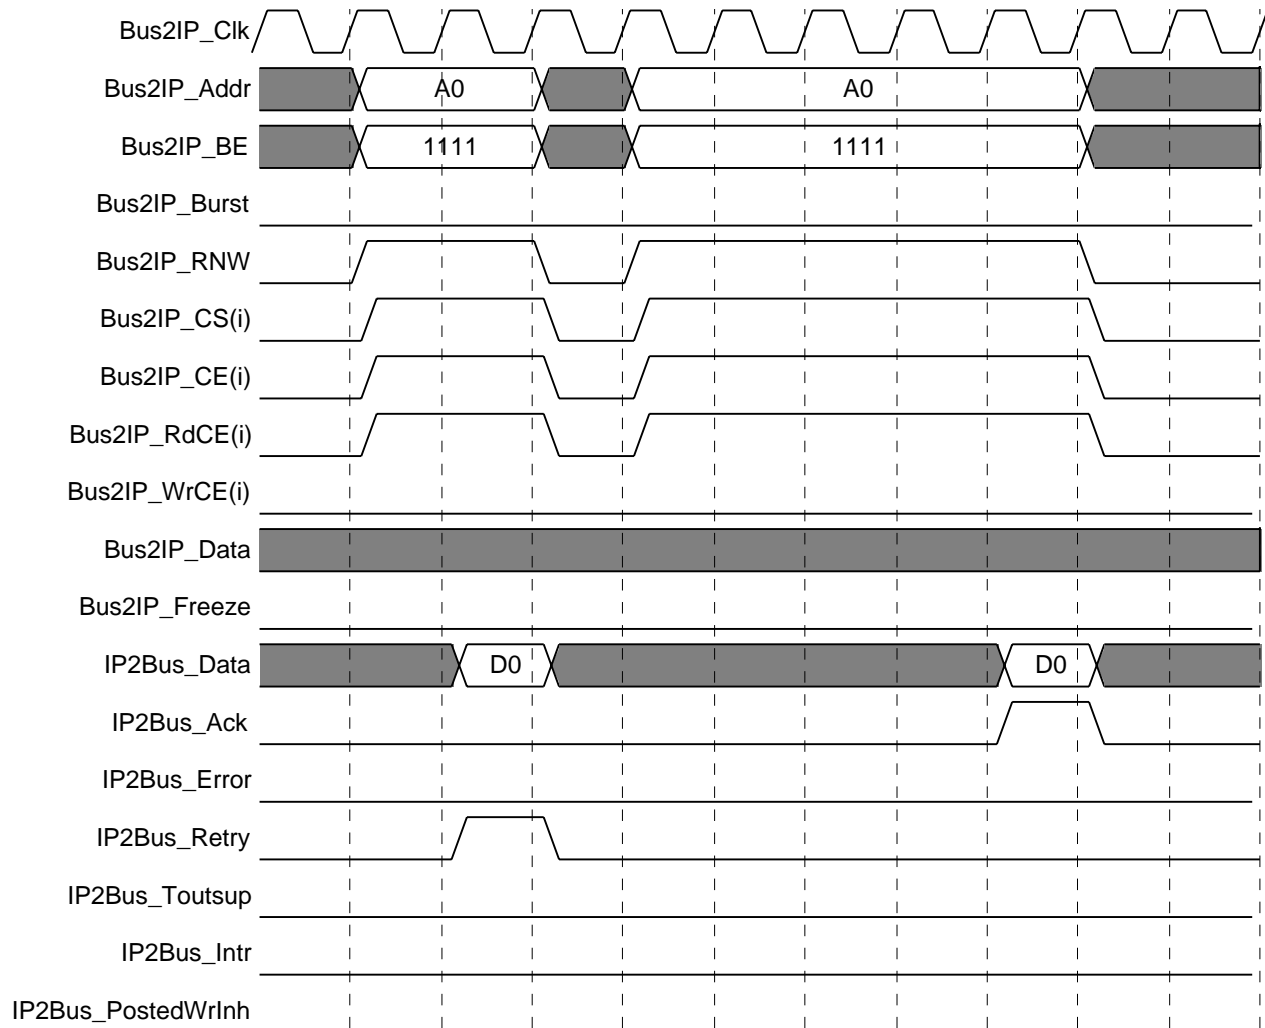 Bus2IP_Clk
Bus2IP_Addr A0 A0
Bus2IP_BE 1111 1111
Bus2IP_Burst
Bus2IP_RNW
Bus2IP_CS(i)
Bus2IP_CE(i)
Bus2IP_RdCE(i)
Bus2IP_WrCE(i)
Bus2IP_Data
Bus2IP_Freeze
IP2Bus_Data D0 D0
IP2Bus_Ack
IP2Bus_Error
IP2Bus_Retry
IP2Bus_Toutsup
IP2Bus_Intr
IP2Bus_PostedWrInh